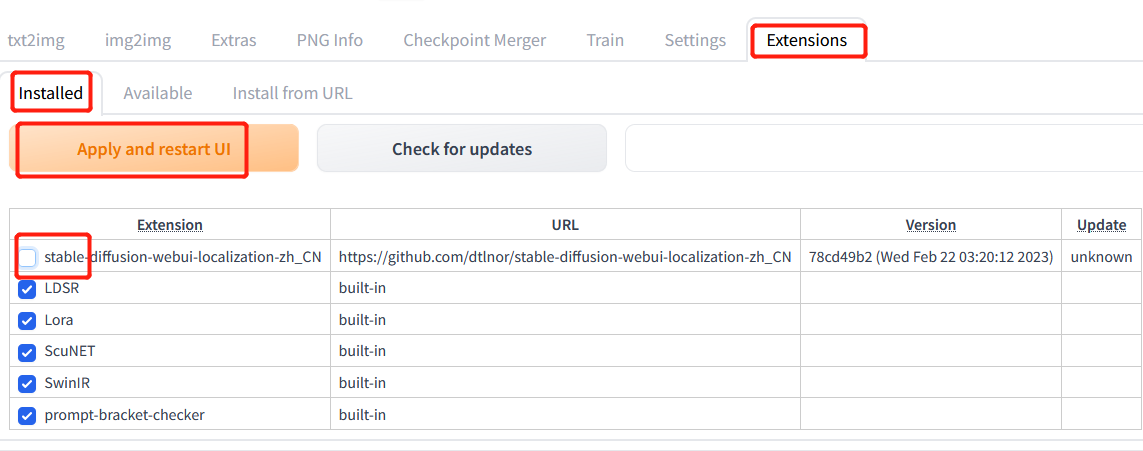 txt2img img2img Extras PNG Info Checkpoint Merger Train Settings Extensions
Installed Available Install from URL
Apply and restart UI Check for updates
Extension URL Version Update
stable-diffusion-webui-localization-zh_CN https://github.com/dtlnor/stable-diffusion-webui-localization-zh_CN 78cd49b2 (Wed Feb 22 03:20:12 2023) unknown
LDSR built-in
Lora built-in
ScuNET built-in
SwinIR built-in
prompt-bracket-checker built-in